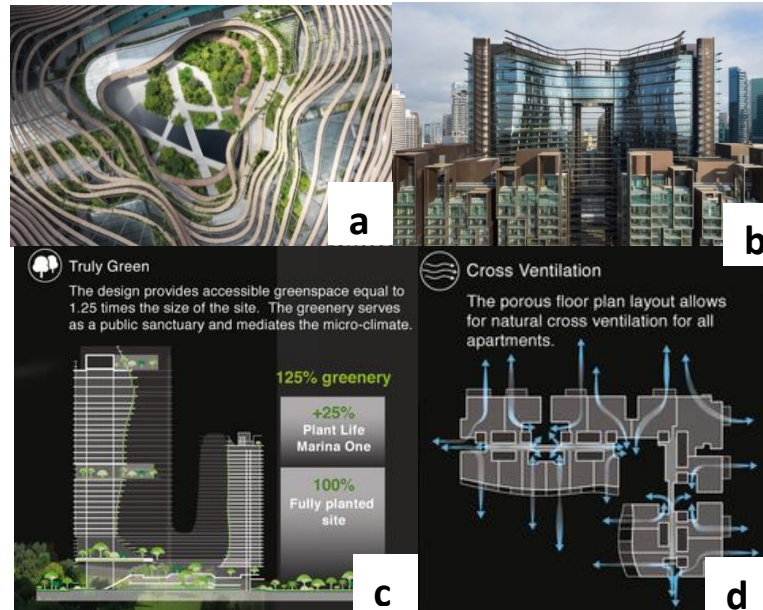 a
b
Truly Green
The design provides accessible greenspace equal to
1.25 times the size of the site. The greenery serves
as a public sanctuary and mediates the micro-climate.
125% greenery
+25%
Plant Life
Marina One
100%
Fully planted
site
c
Cross Ventilation
The porous floor plan layout allows
for natural cross ventilation for all
apartments.
d